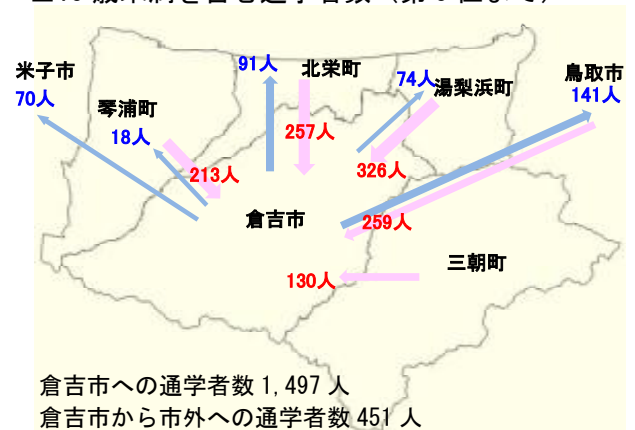 91人
北栄町
鳥取市
米子市
74人
湯梨浜町
141人
70人
琴浦町
18人
257人
213人
326人
倉吉市
259人
三朝町
130人
倉吉市への通学者数 1,497 人
倉吉市から市外への通学者数 451 人